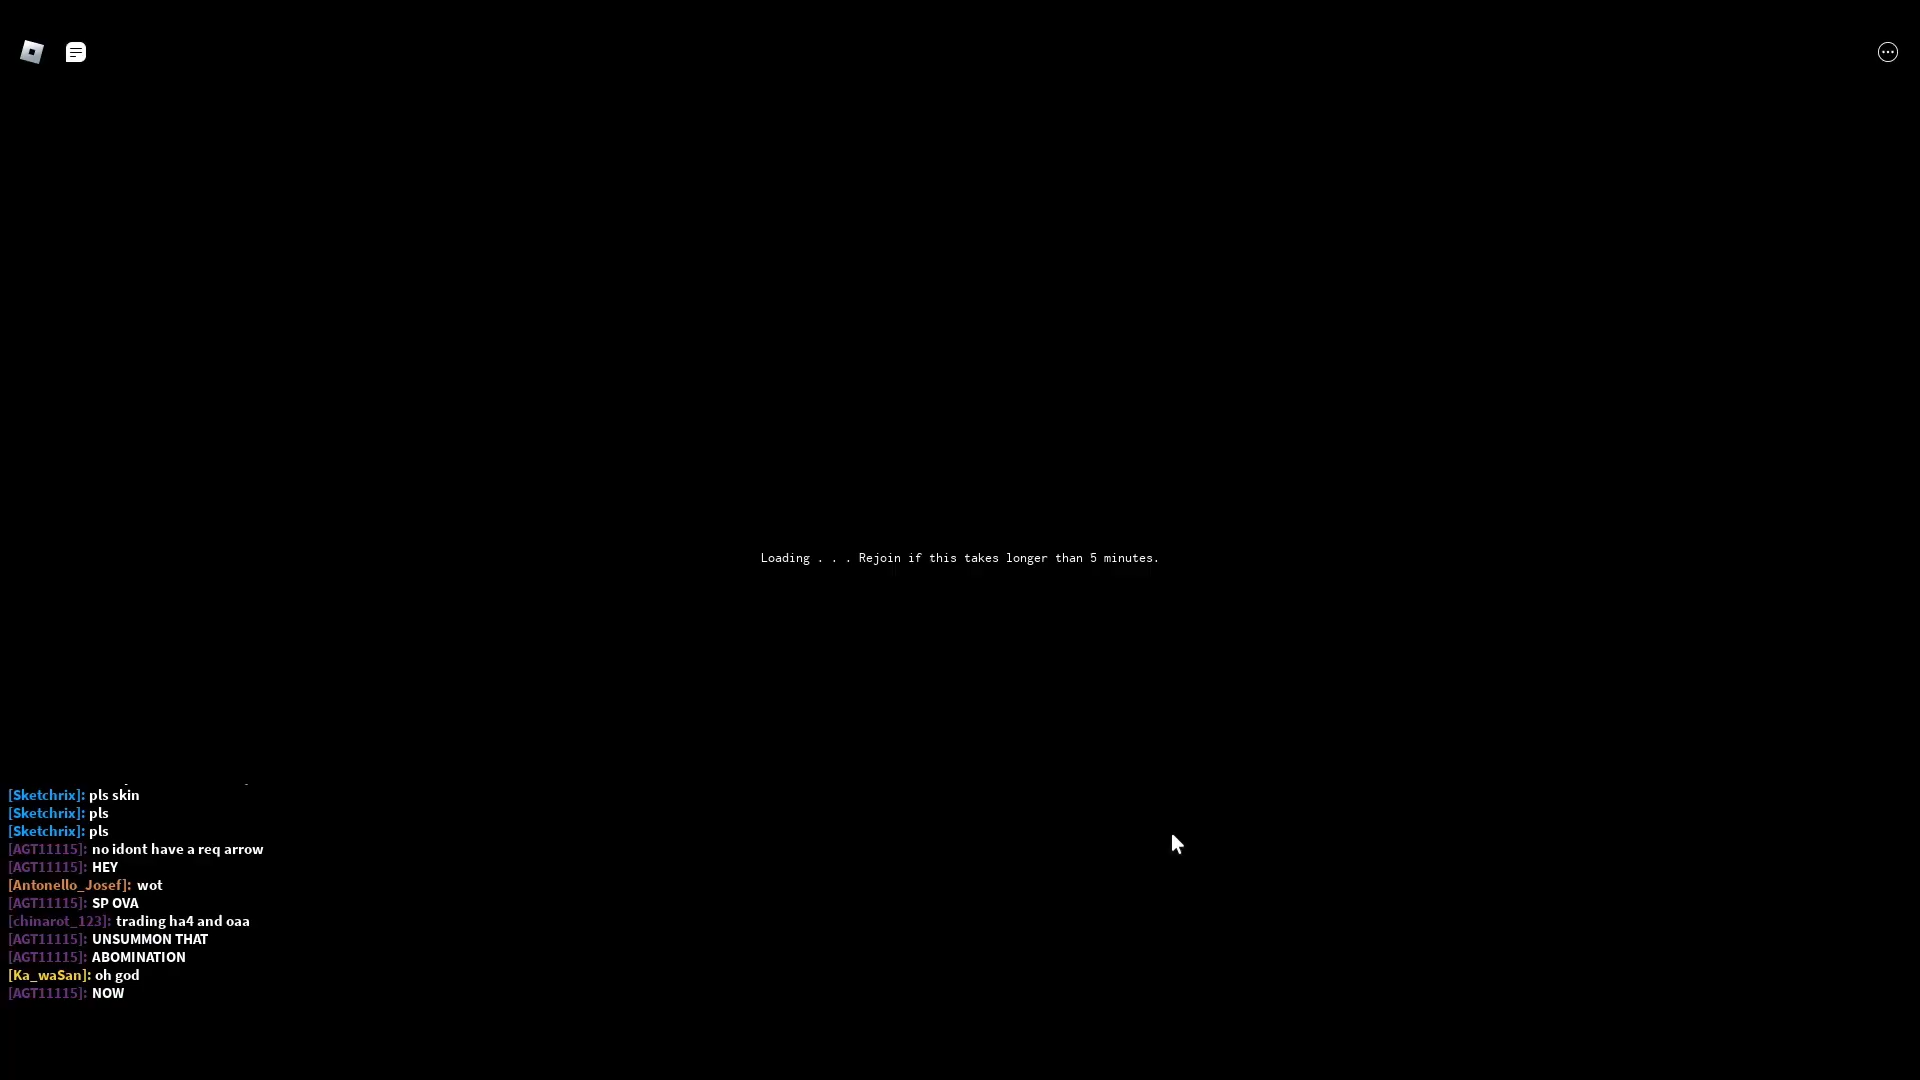 Loading . . . Rejoin if this takes longer than 5 minutes.
[Sketchrix]: pls skin
[Sketchrix]: pls
[Sketchrix]: pls
[AGT11115]: no idont have a req arrow
[AGT11115]: HEY
[Antonello_Josef]: wot
[AGT11115]: SP OVA
[chinarot_123]: trading ha4 and oaa
[AGT11115]: UNSUMMON THAT
[AGT11115]: ABOMINATION
[Ka_waSan]: oh god
[AGT11115]: NOW